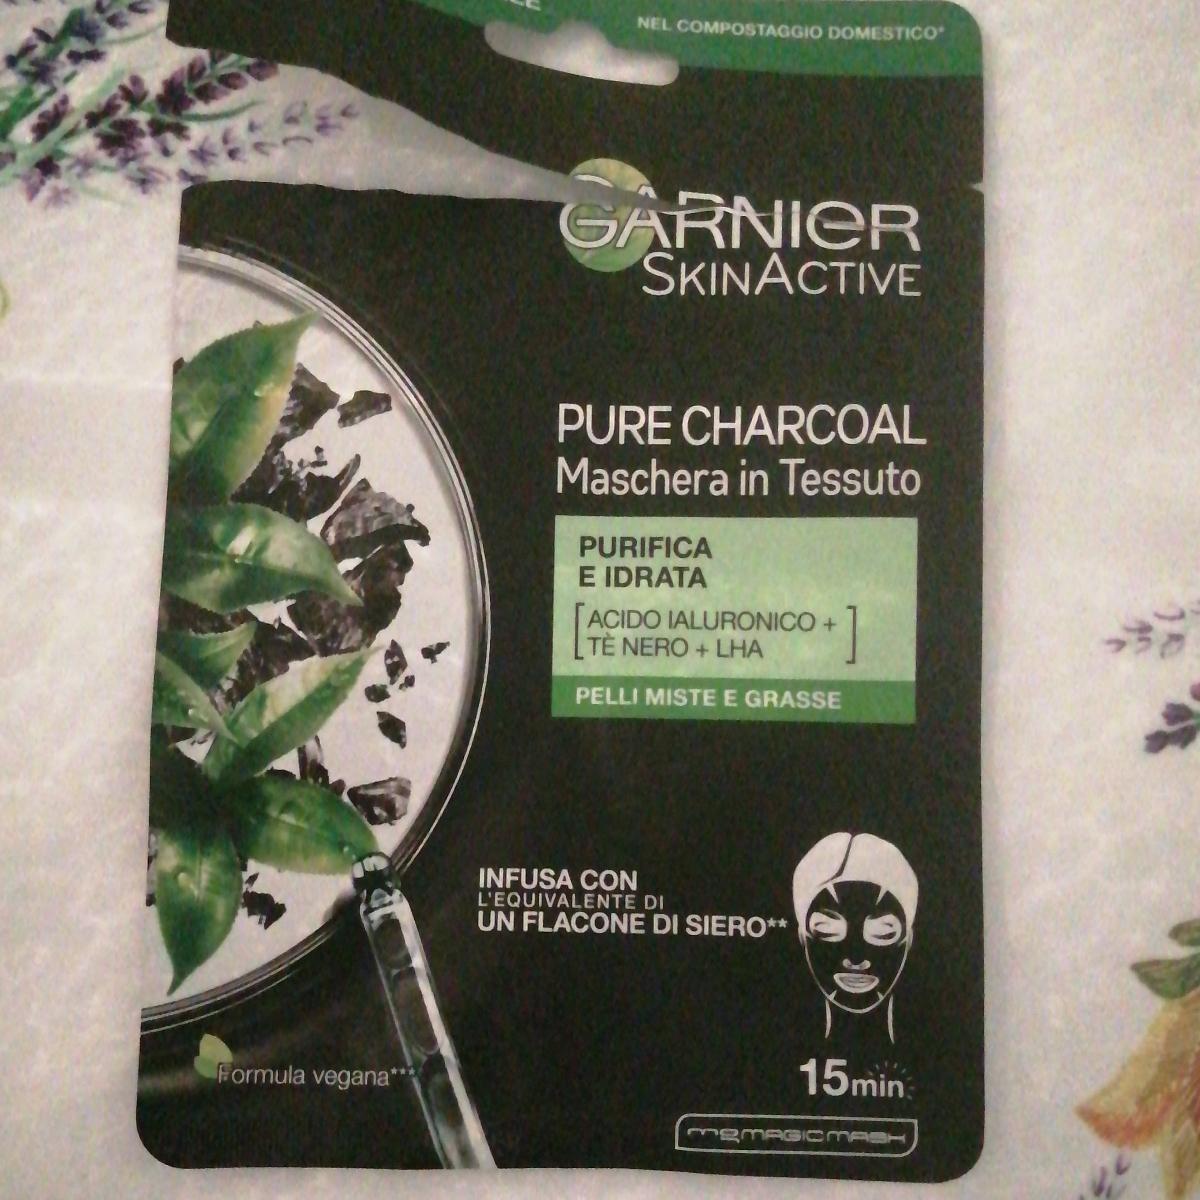 NEL COMPOSTAGGIO DOMESTICO*
GARNIER
SKINACTIVE
PURE CHARCOAL
Maschera in Tessuto
PURIFICA
E IDRATA
[ACIDO IALURONICO +
TÈ NERO + LHA]
PELLI MISTE E GRASSE
INFUSA CON
L'EQUIVALENTE DI
UN FLACONE DI SIERO**
Formula vegana***
15min
MAGIC MASK